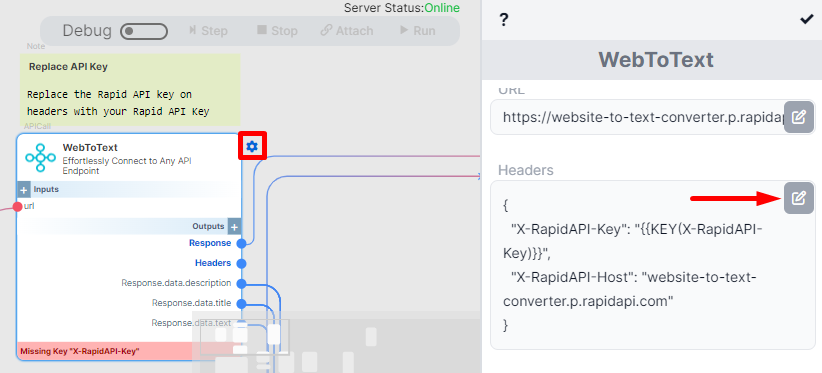 Server Status:Online
Debug
Step
Stop
Attach
Run
Note
Replace API Key
Replace the Rapid API key on
headers with your Rapid API Key
APICall
WebToText
Effortlessly Connect to Any API
Endpoint
Inputs
url
Outputs
Response
Headers
Response.data.description
Response.data.title
Response.data.text
Missing Key "X-RapidAPI-Key"
?
WebToText
URL
https://website-to-text-converter.p.rapidap
Headers
{
"X-RapidAPI-Key": "{{KEY(X-RapidAPI-
Key)}}",
"X-RapidAPI-Host": "website-to-text-
converter.p.rapidapi.com"
}